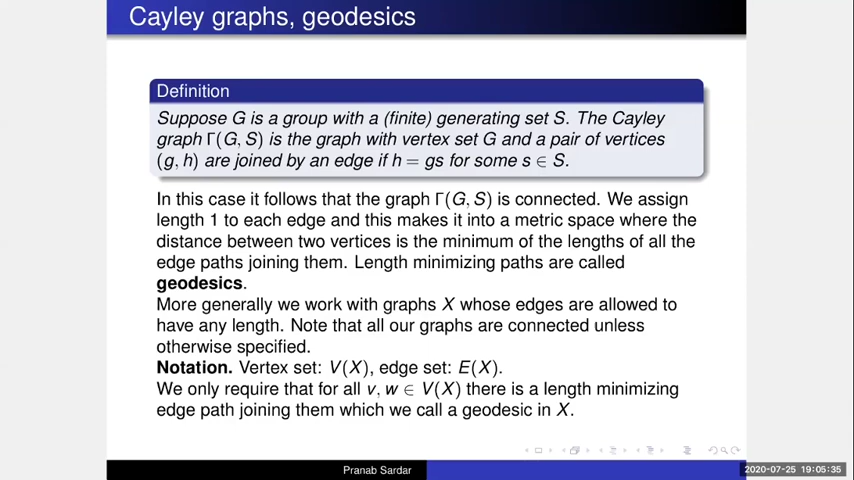 Cayley graphs, geodesics
Definition
Suppose G is a group with a (finite) generating set S. The Cayley
graph Γ(G, S) is the graph with vertex set G and a pair of vertices
(g, h) are joined by an edge if h = gs for some s ∈ S.
In this case it follows that the graph Γ(G, S) is connected. We assign
length 1 to each edge and this makes it into a metric space where the
distance between two vertices is the minimum of the lengths of all the
edge paths joining them. Length minimizing paths are called
geodesics.
More generally we work with graphs X whose edges are allowed to
have any length. Note that all our graphs are connected unless
otherwise specified.
Notation. Vertex set: V(X), edge set: E(X).
We only require that for all v, w ∈ V(X) there is a length minimizing
edge path joining them which we call a geodesic in X.
Pranab Sardar
2020-07-25 19:05:35